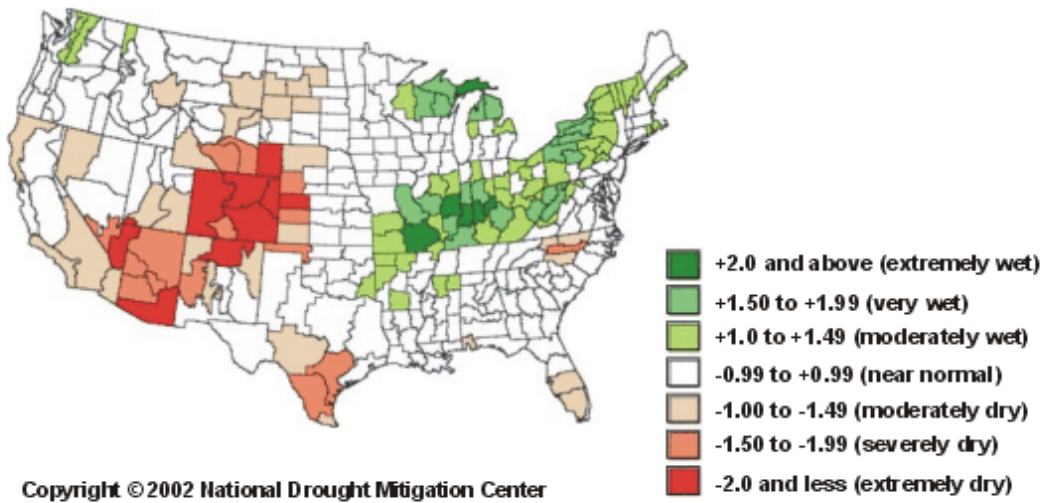 +2.0 and above (extremely wet)
+1.50 to +1.99 (very wet)
+1.0 to +1.49 (moderately wet)
-0.99 to +0.99 (near normal)
-1.00 to -1.49 (moderately dry)
-1.50 to -1.99 (severely dry)
-2.0 and less (extremely dry)
Copyright © 2002 National Drought Mitigation Center